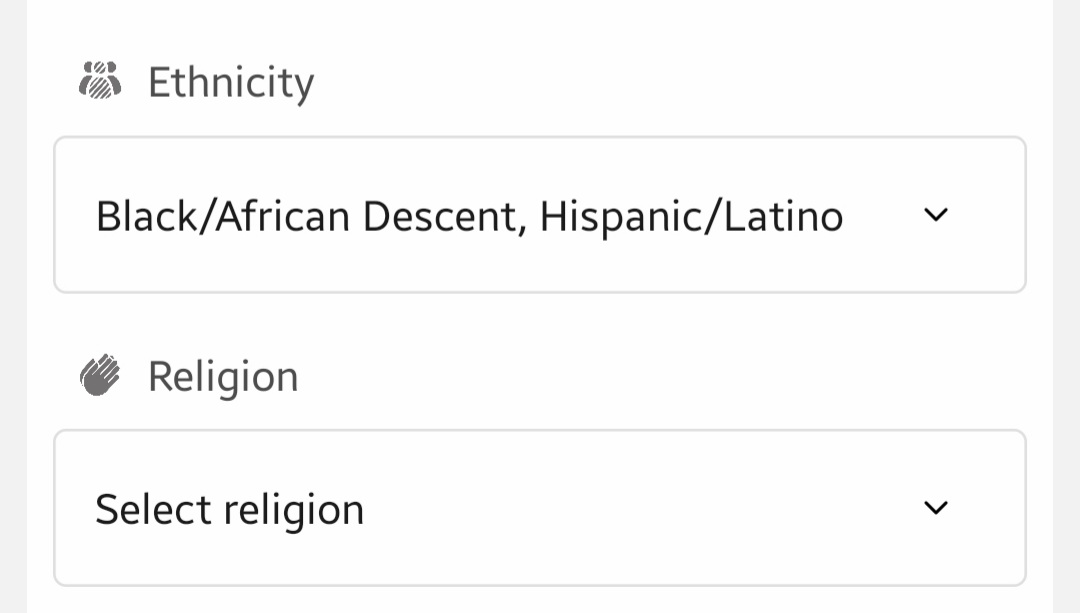 Ethnicity
Black/African Descent, Hispanic/Latino
Religion
Select religion